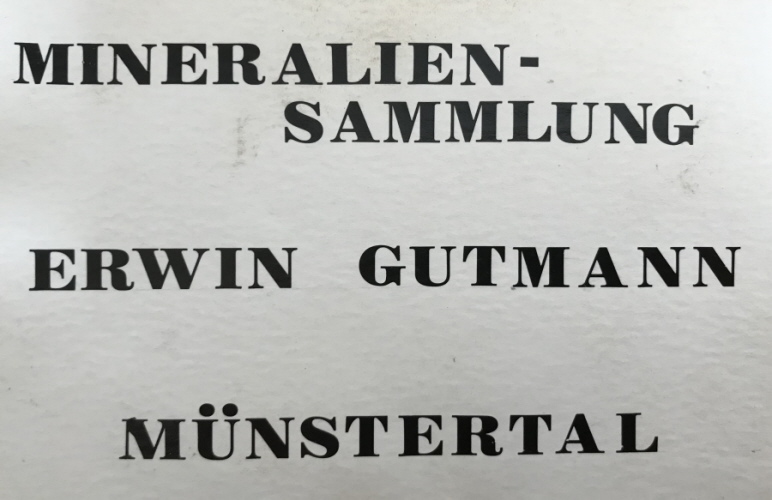 MINERALIEN-
SAMMLUNG
ERWIN GUTMANN
MÜNSTERTAL